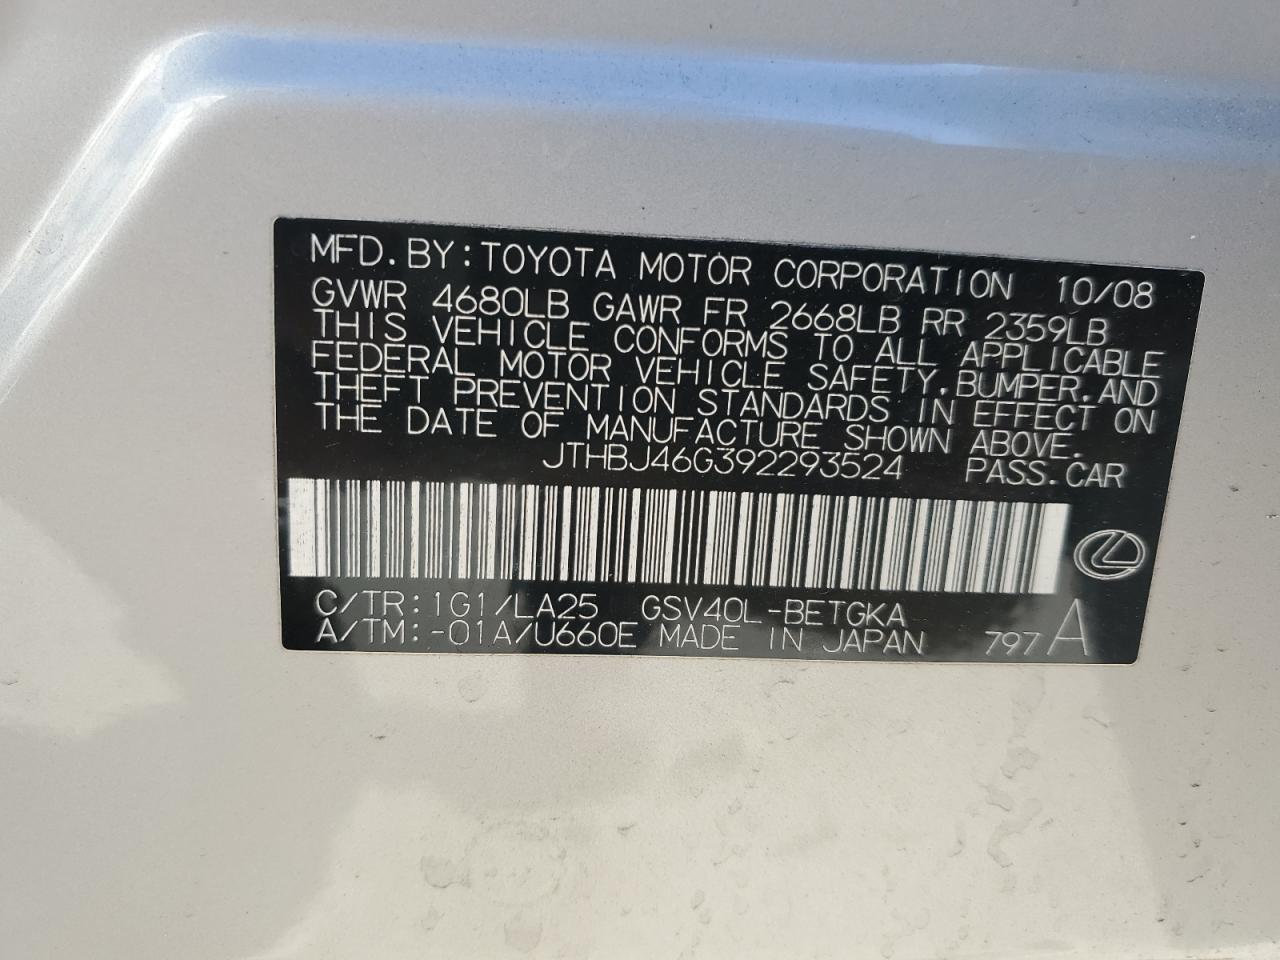 MFD. BY: TOYOTA MOTOR CORPORATION 10/08
GVWR 4680LB GAWR FR 2668LB RR 2359LB
THIS VEHICLE CONFORMS TO ALL APPLICABLE
FEDERAL MOTOR VEHICLE SAFETY, BUMPER, AND
THEFT PREVENTION STANDARDS IN EFFECT ON
THE DATE OF MANUFACTURE SHOWN ABOVE.
JTHBJ46G392293524 PASS. CAR
C/TR: 1G1/LA25 GSV40L-BETGKA
A/TM: -01A/U660E MADE IN JAPAN 797 A